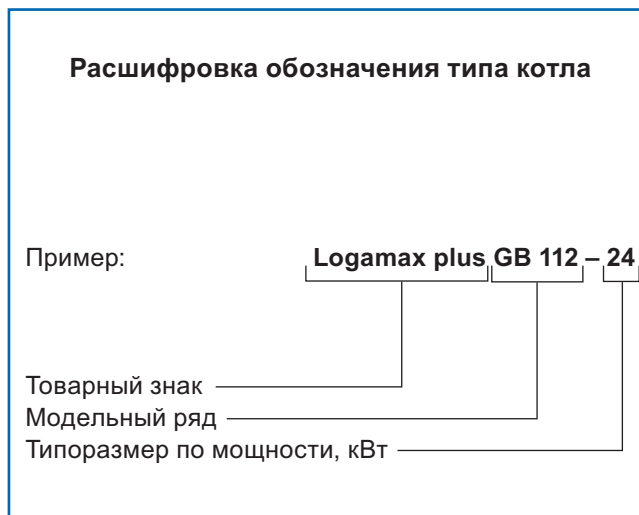 Расшифровка обозначения типа котла
Пример: Logamax plus GB 112 – 24
Товарный знак
Модельный ряд
Типоразмер по мощности, кВт